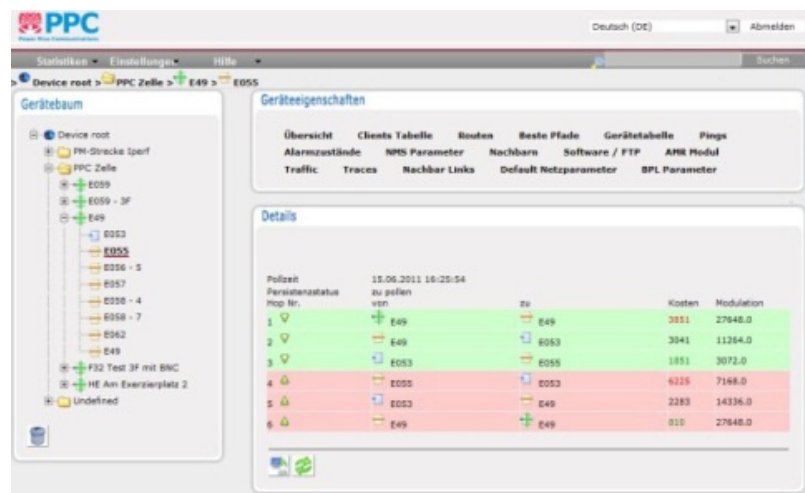 PPC
Power Plus Communications
Deutsch (DE)
Abmelden
Statistiken Einstellungen Hilfe
Suchen
> Device root > PPC Zelle > E49 > E055
Gerätebaum
Device root
PM-Strecke Iperf
PPC Zelle
E059
E059 - 3F
E49
E053
E055
E056 - 5
E057
E058 - 4
E058 - 7
E062
E49
F32 Test 3F mit BNC
HE Am Exerzierplatz 2
Undefined
Geräteeigenschaften
Übersicht Clients Tabelle Routen Beste Pfade Gerätetabelle Pings
Alarmzustände NMS Parameter Nachbarn Software / FTP AMR Modul
Traffic Traces Nachbar Links Default Netzparameter BPL Parameter
Details
Pollzeit 15.06.2011 16:25:54
Persistenzstatus zu pollen
Hop Nr. von zu Kosten Modulation
1 E49 E49 3851 27648.0
2 E49 E053 3041 11264.0
3 E053 E055 1851 3072.0
4 E055 E053 6225 7168.0
5 E053 E49 2283 14336.0
6 E49 E49 810 27648.0